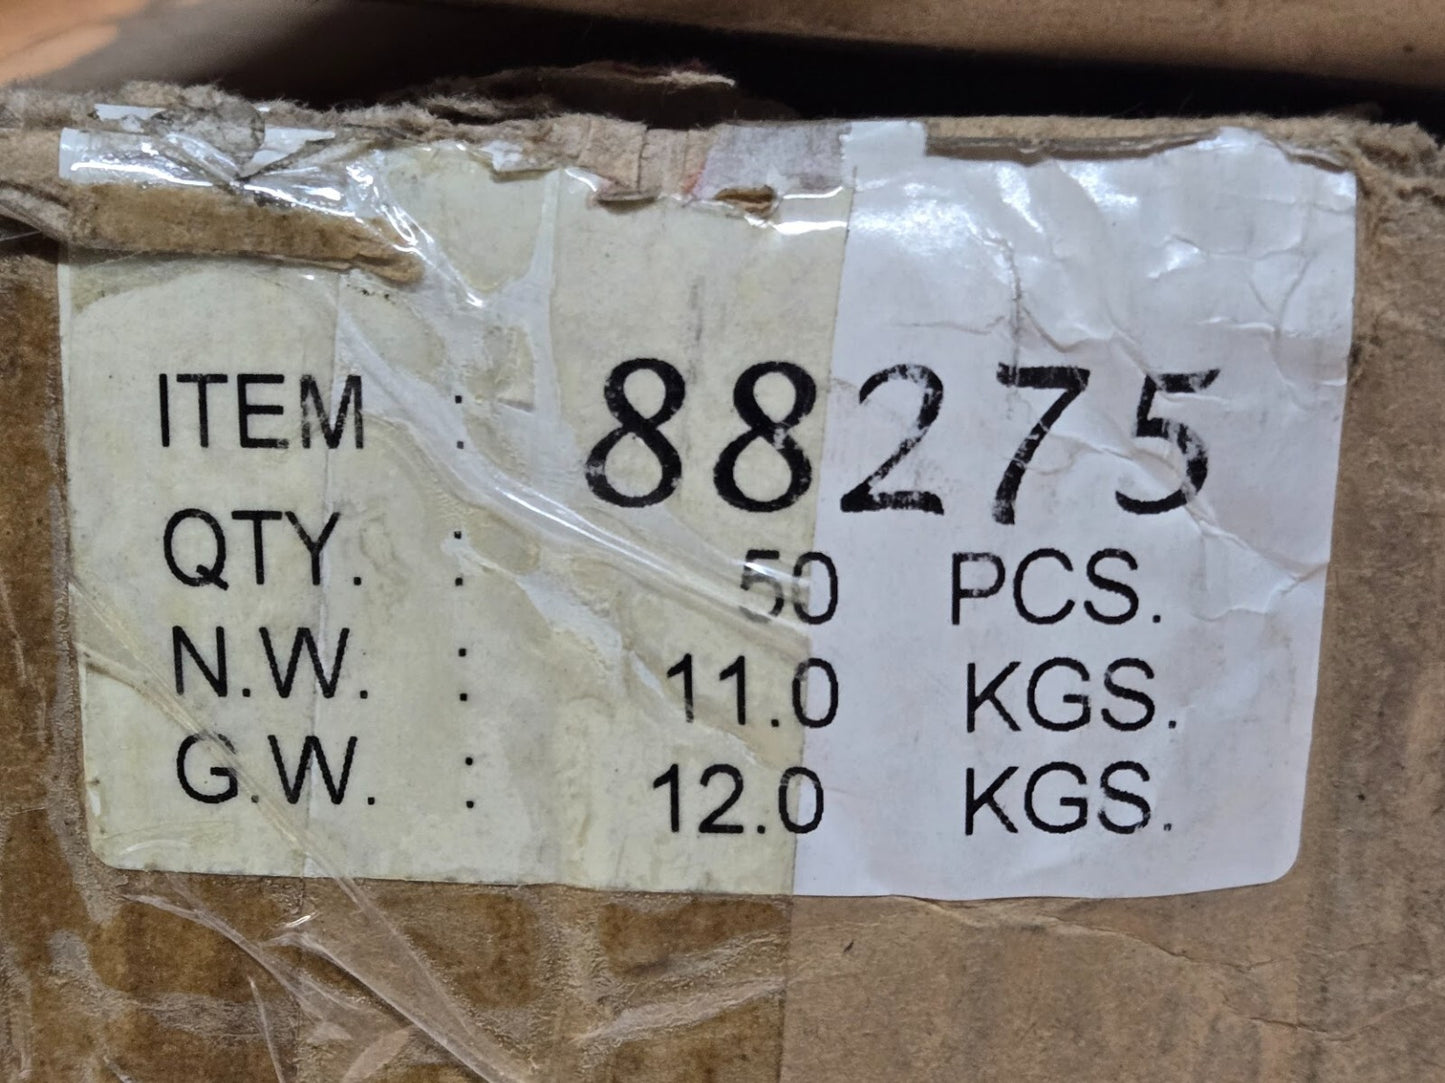 ITEM : 88275
QTY. : 50 PCS.
N.W. : 11.0 KGS.
G.W. : 12.0 KGS.